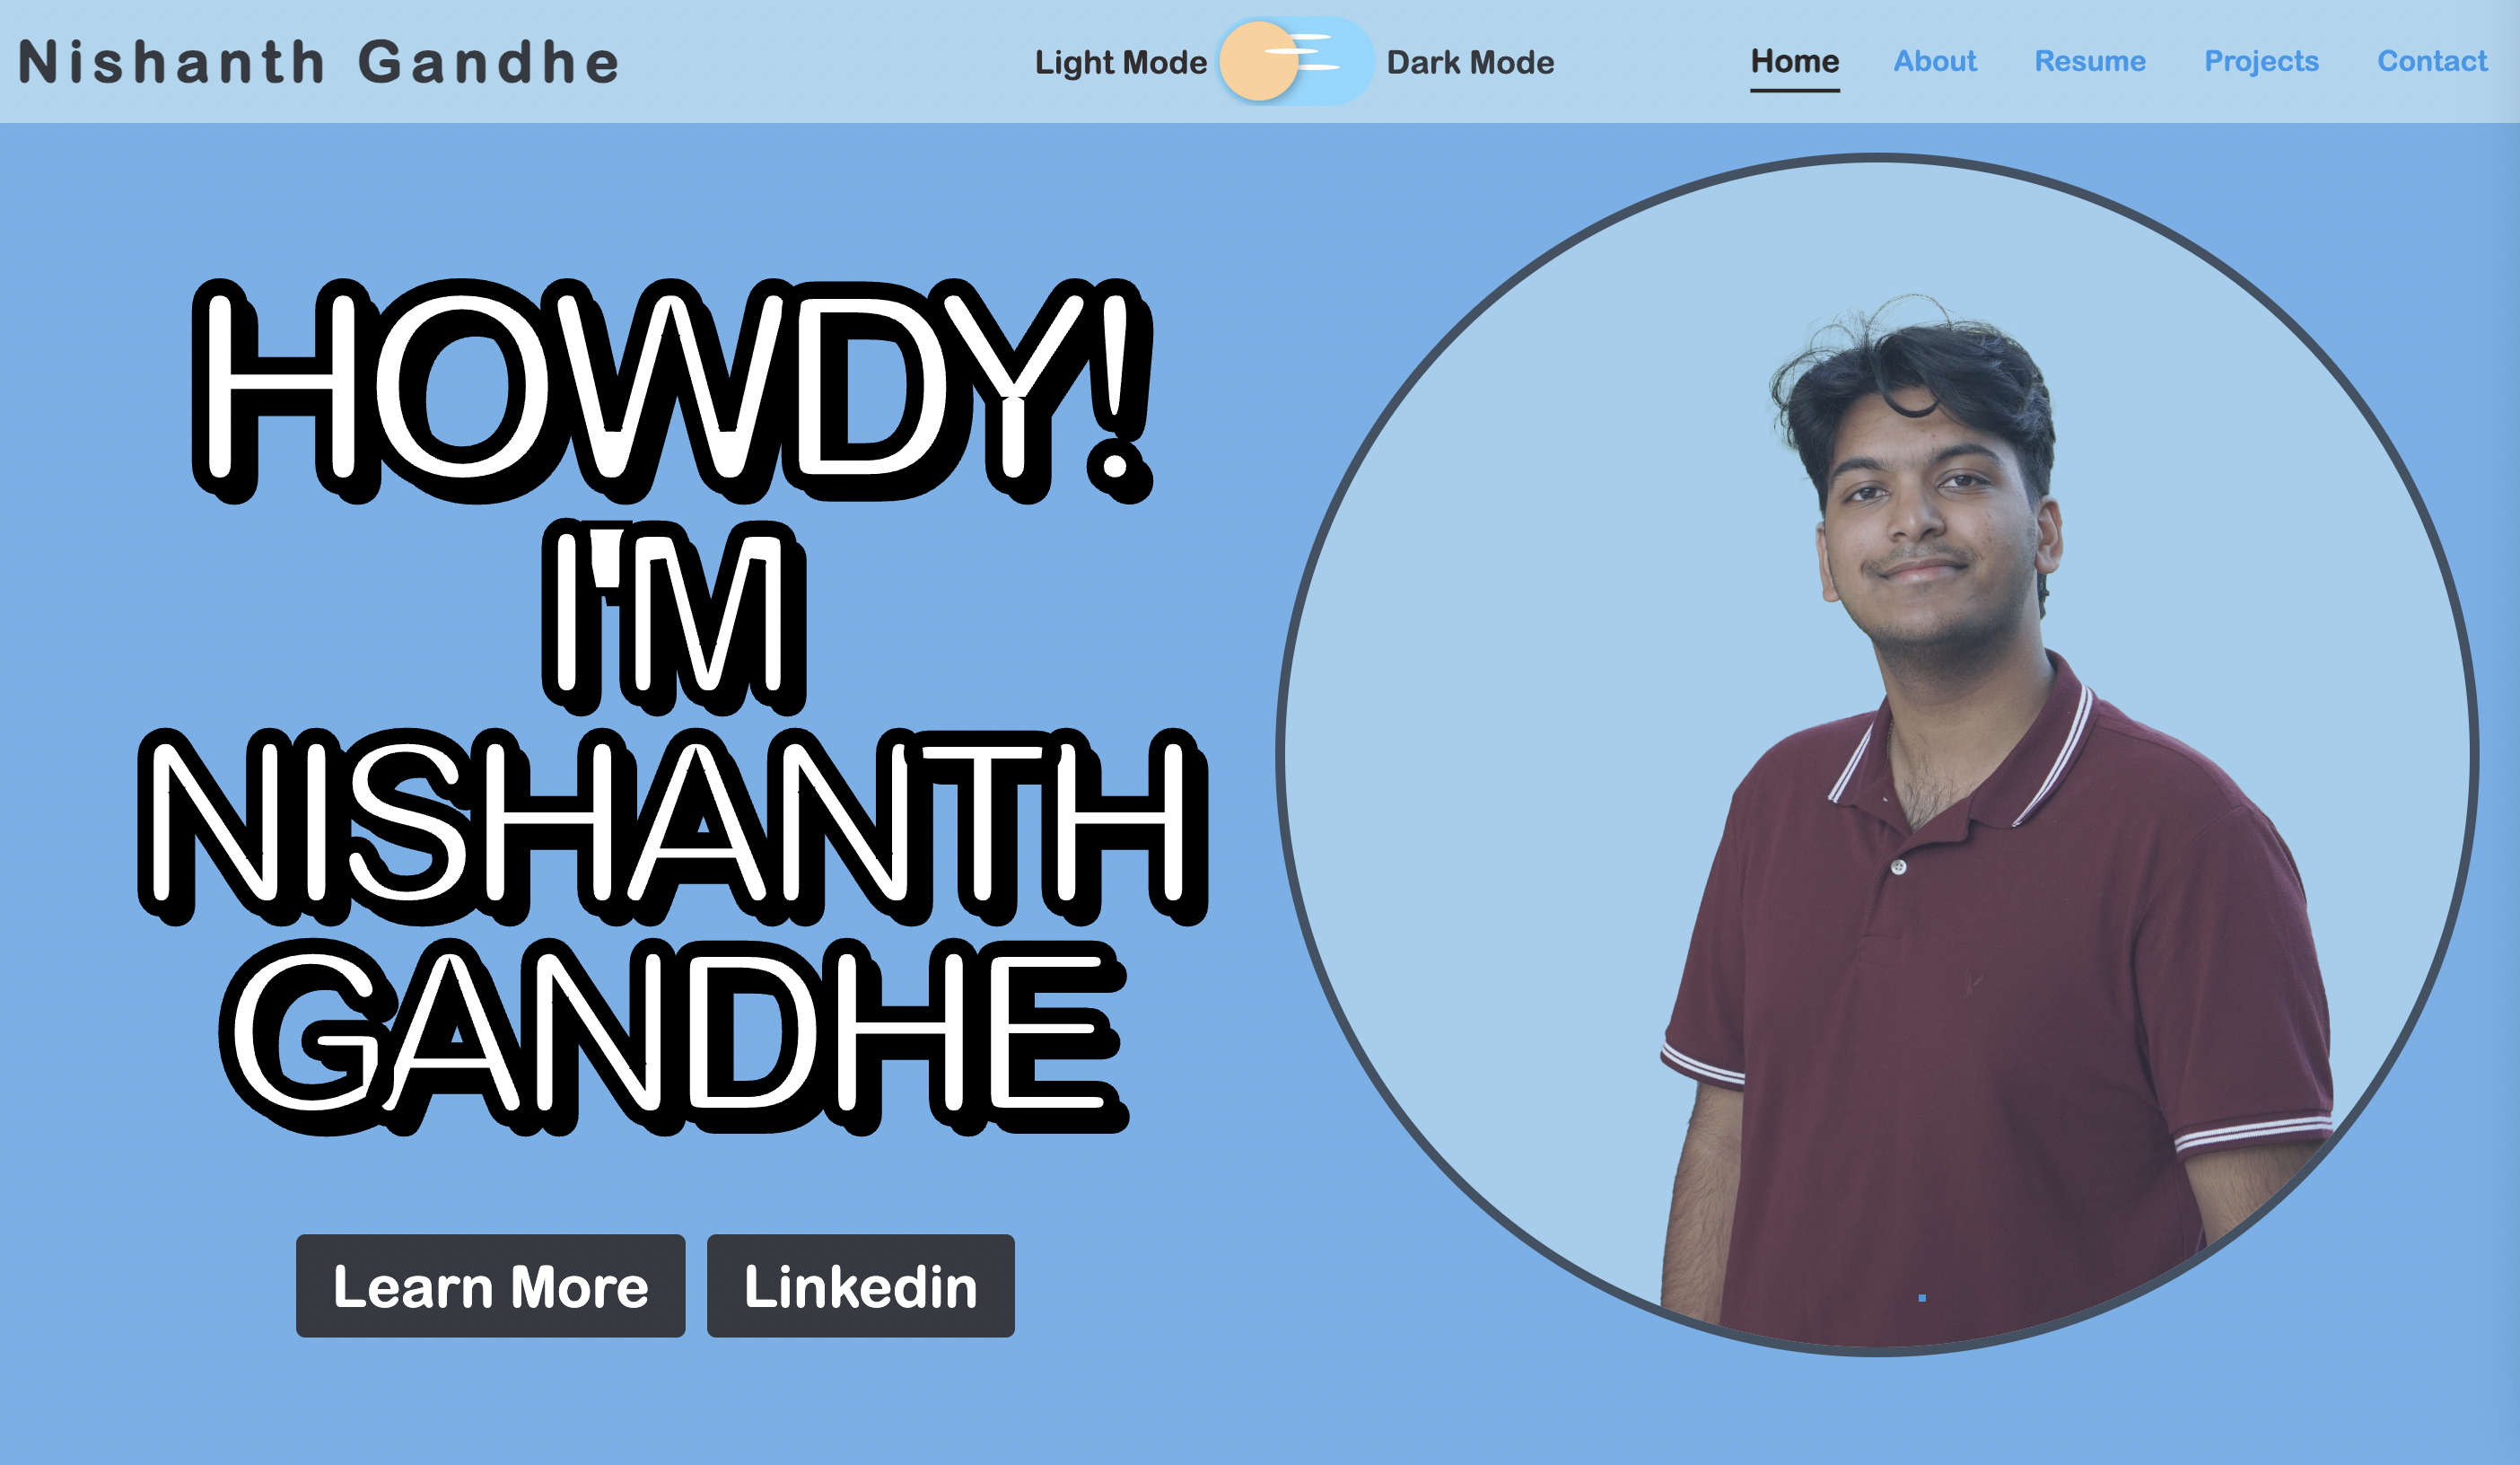 Nishanth Gandhe
Light Mode Dark Mode
Home About Resume Projects Contact
HOWDY!
I'M
NISHANTH
GANDHE
Learn More Linkedin